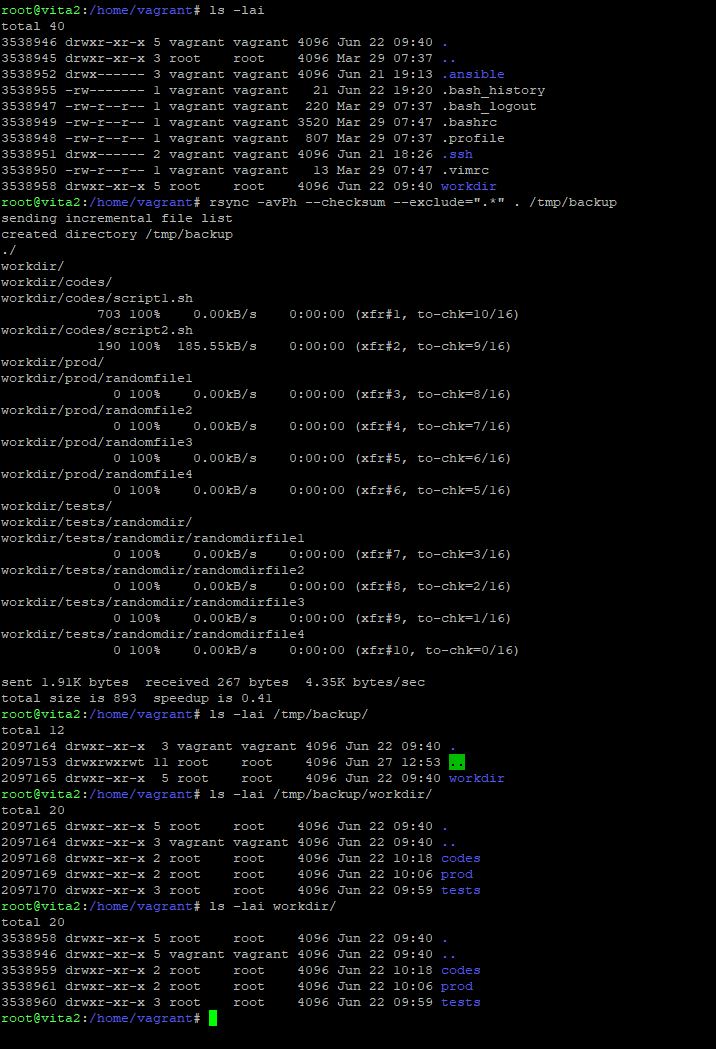 root@vita2:/home/vagrant# ls -lai
total 40
3538946 drwxr-xr-x 5 vagrant vagrant 4096 Jun 22 09:40 .
3538945 drwxr-xr-x 3 root    root    4096 Mar 29 07:37 ..
3538952 drwx------ 3 vagrant vagrant 4096 Jun 21 19:13 .ansible
3538955 -rw------- 1 vagrant vagrant   21 Jun 22 19:20 .bash_history
3538947 -rw-r--r-- 1 vagrant vagrant  220 Mar 29 07:37 .bash_logout
3538949 -rw-r--r-- 1 vagrant vagrant 3520 Mar 29 07:47 .bashrc
3538948 -rw-r--r-- 1 vagrant vagrant  807 Mar 29 07:37 .profile
3538951 drwx------ 2 vagrant vagrant 4096 Jun 21 18:26 .ssh
3538950 -rw-r--r-- 1 vagrant vagrant   13 Mar 29 07:47 .vimrc
3538958 drwxr-xr-x 5 root    root    4096 Jun 22 09:40 workdir
root@vita2:/home/vagrant# rsync -avPh --checksum --exclude=".*" . /tmp/backup
sending incremental file list
created directory /tmp/backup
./
workdir/
workdir/codes/
workdir/codes/script1.sh
            703 100%    0.00kB/s    0:00:00 (xfr#1, to-chk=10/16)
workdir/codes/script2.sh
            190 100%  185.55kB/s    0:00:00 (xfr#2, to-chk=9/16)
workdir/prod/
workdir/prod/randomfile1
              0 100%    0.00kB/s    0:00:00 (xfr#3, to-chk=8/16)
workdir/prod/randomfile2
              0 100%    0.00kB/s    0:00:00 (xfr#4, to-chk=7/16)
workdir/prod/randomfile3
              0 100%    0.00kB/s    0:00:00 (xfr#5, to-chk=6/16)
workdir/prod/randomfile4
              0 100%    0.00kB/s    0:00:00 (xfr#6, to-chk=5/16)
workdir/tests/
workdir/tests/randomdir/
workdir/tests/randomdir/randomdirfile1
              0 100%    0.00kB/s    0:00:00 (xfr#7, to-chk=3/16)
workdir/tests/randomdir/randomdirfile2
              0 100%    0.00kB/s    0:00:00 (xfr#8, to-chk=2/16)
workdir/tests/randomdir/randomdirfile3
              0 100%    0.00kB/s    0:00:00 (xfr#9, to-chk=1/16)
workdir/tests/randomdir/randomdirfile4
              0 100%    0.00kB/s    0:00:00 (xfr#10, to-chk=0/16)
sent 1.91K bytes  received 267 bytes  4.35K bytes/sec
total size is 893  speedup is 0.41
root@vita2:/home/vagrant# ls -lai /tmp/backup/
total 12
2097164 drwxr-xr-x  3 vagrant vagrant 4096 Jun 22 09:40 .
2097153 drwxrwxrwt 11 root    root    4096 Jun 27 12:53 ..
2097165 drwxr-xr-x  5 root    root    4096 Jun 22 09:40 workdir
root@vita2:/home/vagrant# ls -lai /tmp/backup/workdir/
total 20
2097165 drwxr-xr-x 5 root    root    4096 Jun 22 09:40 .
2097164 drwxr-xr-x 3 vagrant vagrant 4096 Jun 22 09:40 ..
2097168 drwxr-xr-x 2 root    root    4096 Jun 22 10:18 codes
2097169 drwxr-xr-x 2 root    root    4096 Jun 22 10:06 prod
2097170 drwxr-xr-x 3 root    root    4096 Jun 22 09:59 tests
root@vita2:/home/vagrant# ls -lai workdir/
total 20
3538958 drwxr-xr-x 5 root    root    4096 Jun 22 09:40 .
3538946 drwxr-xr-x 5 vagrant vagrant 4096 Jun 22 09:40 ..
3538959 drwxr-xr-x 2 root    root    4096 Jun 22 10:18 codes
3538961 drwxr-xr-x 2 root    root    4096 Jun 22 10:06 prod
3538960 drwxr-xr-x 3 root    root    4096 Jun 22 09:59 tests
root@vita2:/home/vagrant#